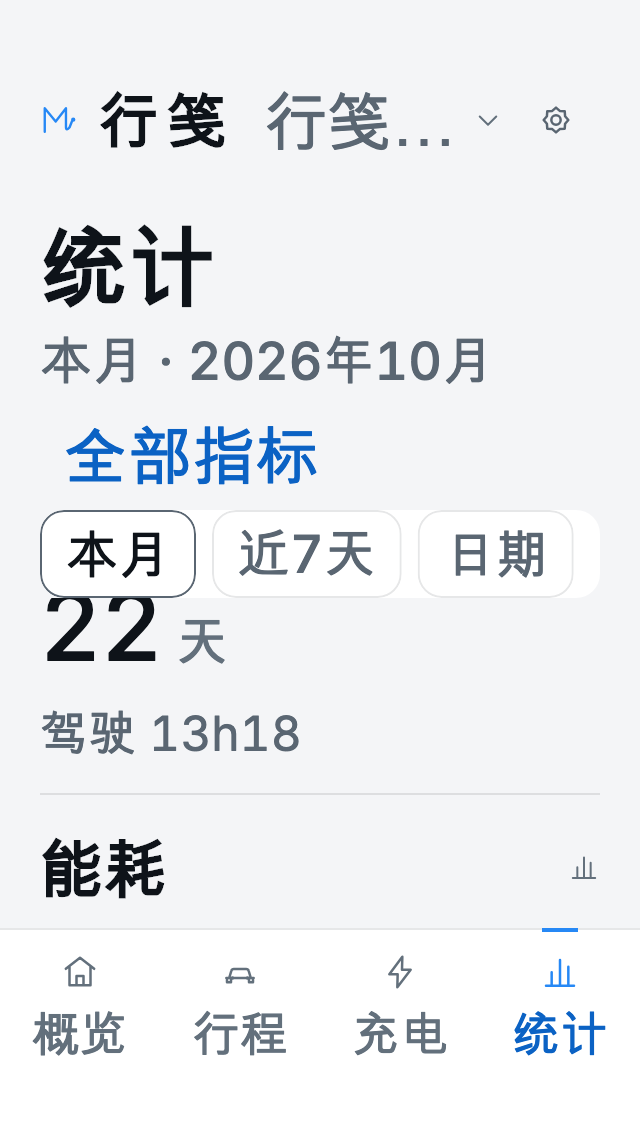 行笺 行笺...
统计
本月 · 2026年10月
全部指标
本月 近7天 日期
22 天
驾驶 13h18
能耗
概览 行程 充电 统计